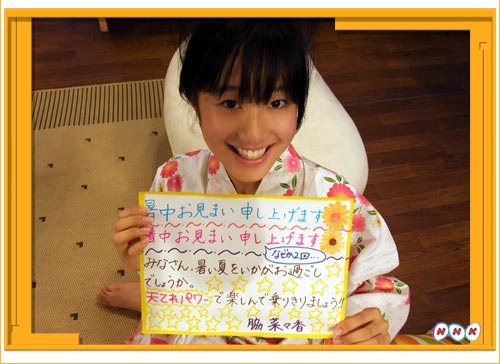 暑中お見まい申し上げます
暑中お見まい申し上げます
なぜか2回…
みなさん、暑い夏をいかがお過ごし
でしょうか。
天てれパワーで楽しんで乗りきりましょう!!
脇 菜々香
NHK